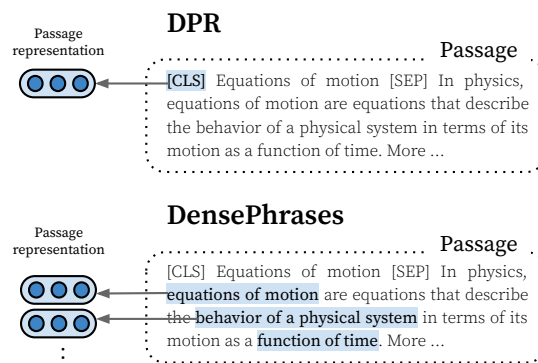 DPR
Passage
representation
Passage
[CLS] Equations of motion [SEP] In physics,
equations of motion are equations that describe
the behavior of a physical system in terms of its
motion as a function of time. More ...
DensePhrases
Passage
representation
Passage
[CLS] Equations of motion [SEP] In physics,
equations of motion are equations that describe
the behavior of a physical system in terms of its
motion as a function of time. More ...